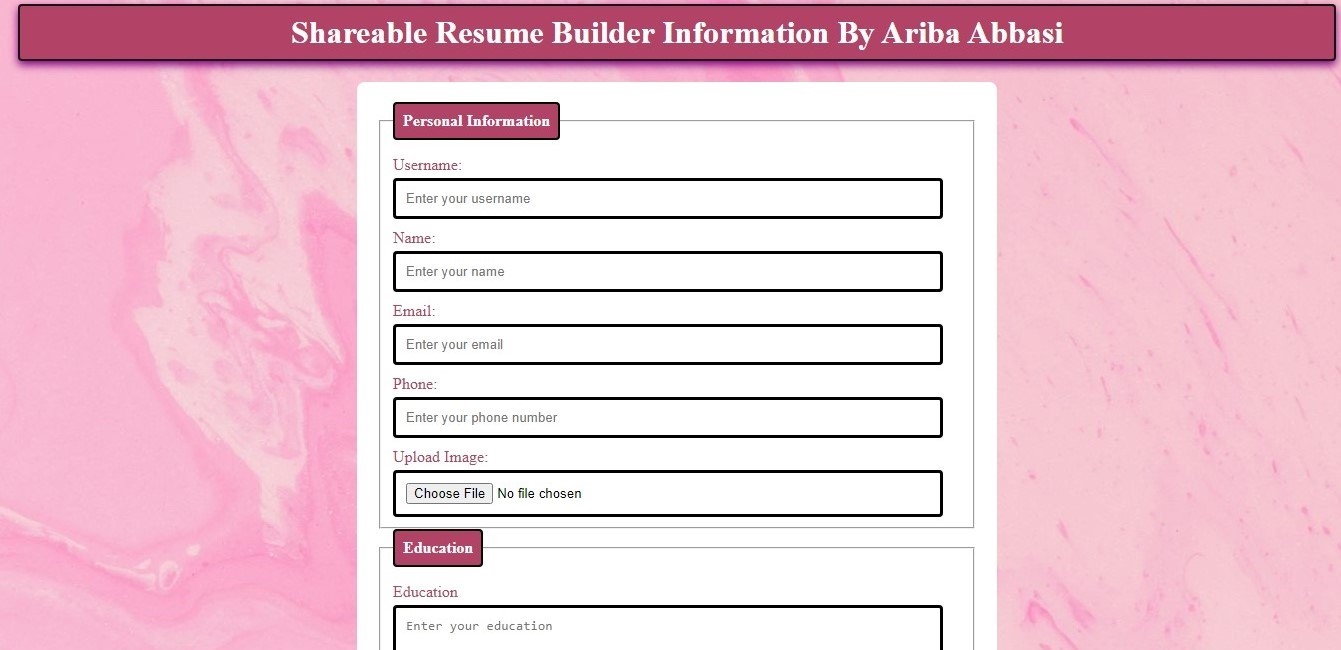 Shareable Resume Builder Information By Ariba Abbasi
Personal Information
Username:
Enter your username
Name:
Enter your name
Email:
Enter your email
Phone:
Enter your phone number
Upload Image:
Choose File No file chosen
Education
Education
Enter your education